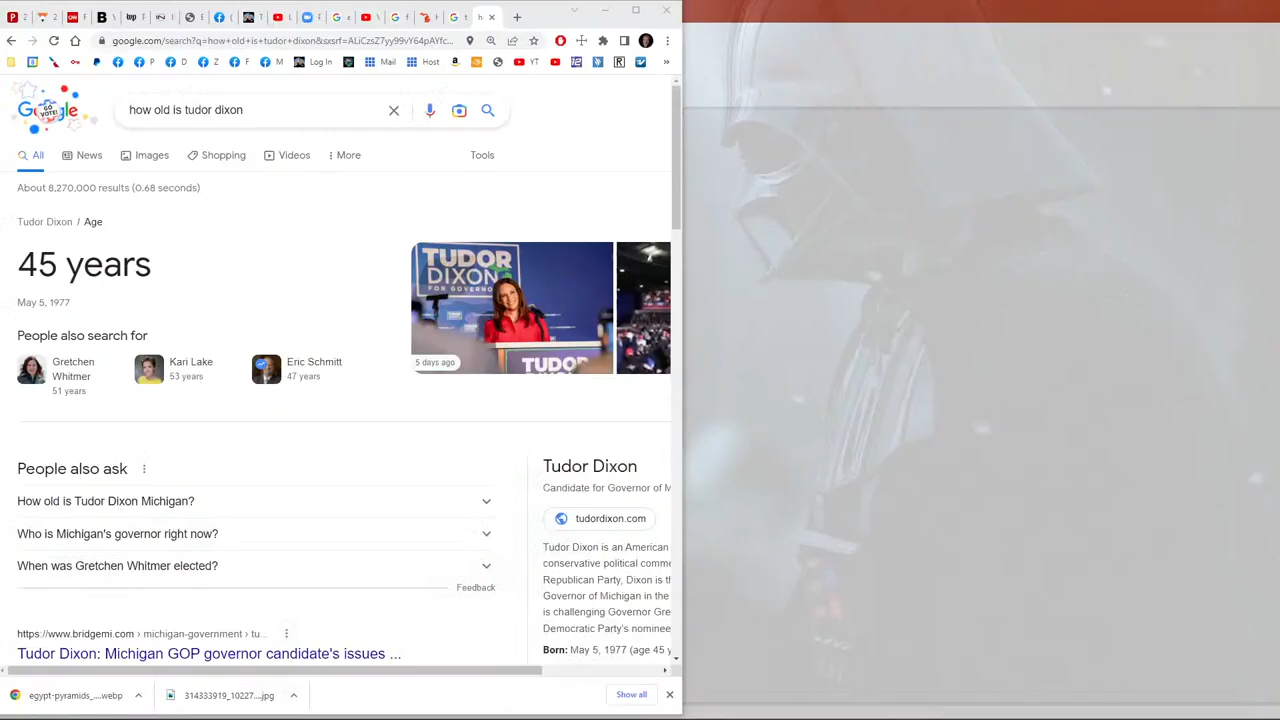 google.com/search?q=how+old+is+tudor+dixon&sxsrf=ALiCzsZ7yy99vY64pAYfc...
Log In
Mail
Host
YT
Google
GO VOTE!
how old is tudor dixon
All
News
Images
Shopping
Videos
More
Tools
About 8,270,000 results (0.68 seconds)
Tudor Dixon / Age
45 years
May 5, 1977
TUDOR
DIXON
FOR GOVERNOR
TUDOR
5 days ago
People also search for
Gretchen
Whitmer
51 years
Kari Lake
53 years
Eric Schmitt
47 years
People also ask
How old is Tudor Dixon Michigan?
Who is Michigan's governor right now?
When was Gretchen Whitmer elected?
Feedback
https://www.bridgemi.com › michigan-government › tu...
Tudor Dixon: Michigan GOP governor candidate's issues ...
Tudor Dixon
Candidate for Governor of M
tudordixon.com
Tudor Dixon is an American
conservative political comme
Republican Party, Dixon is th
Governor of Michigan in the
is challenging Governor Gre
Democratic Party's nominee
Born: May 5, 1977 (age 45 y
egypt-pyramids_....webp
314333919_10227....jpg
Show all